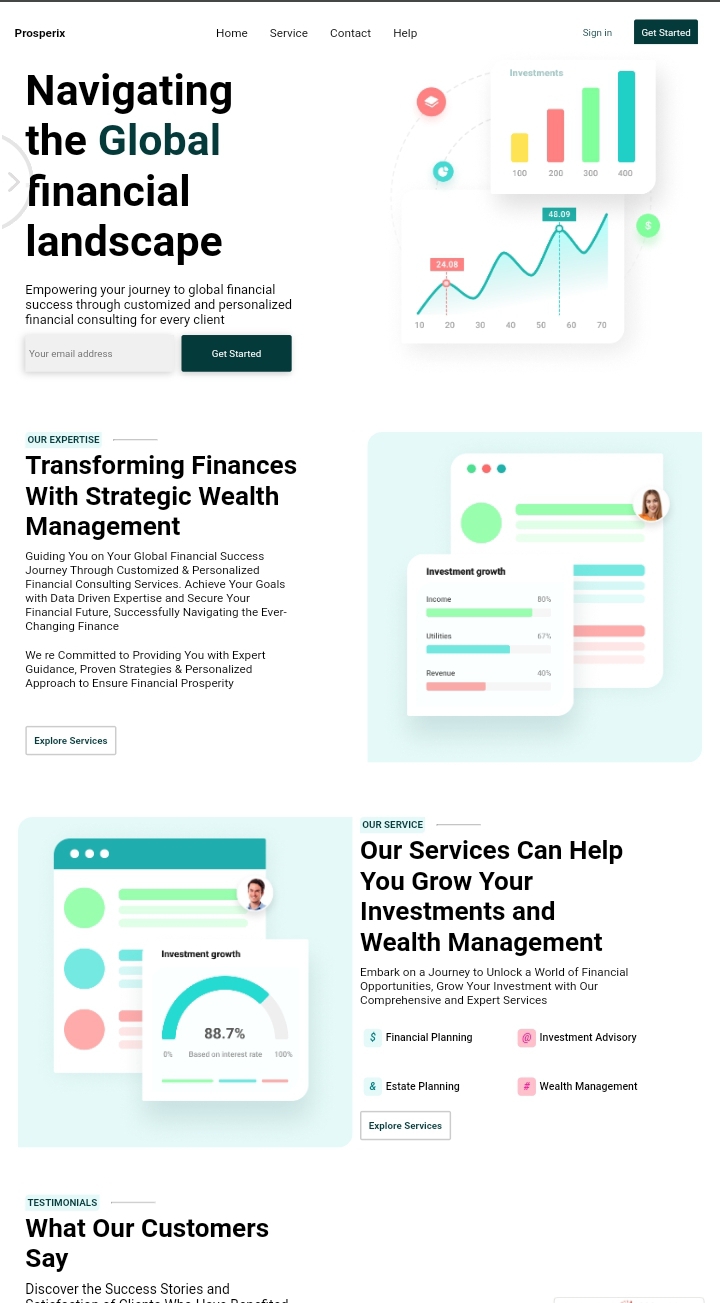 Prosperix
Home Service Contact Help
Sign in
Get Started
Navigating
the Global
financial
landscape
Empowering your journey to global financial
success through customized and personalized
financial consulting for every client
Your email address
Get Started
Investments
100 200 300 400
48.09
24.08
$
10 20 30 40 50 60 70
OUR EXPERTISE
Transforming Finances
With Strategic Wealth
Management
Guiding You on Your Global Financial Success
Journey Through Customized & Personalized
Financial Consulting Services. Achieve Your Goals
with Data Driven Expertise and Secure Your
Financial Future, Successfully Navigating the Ever-
Changing Finance
We re Committed to Providing You with Expert
Guidance, Proven Strategies & Personalized
Approach to Ensure Financial Prosperity
Explore Services
Investment growth
Income 80%
Utilities 67%
Revenue 40%
Investment growth
88.7%
0% Based on interest rate 100%
OUR SERVICE
Our Services Can Help
You Grow Your
Investments and
Wealth Management
Embark on a Journey to Unlock a World of Financial
Opportunities, Grow Your Investment with Our
Comprehensive and Expert Services
$ Financial Planning
@ Investment Advisory
& Estate Planning
# Wealth Management
Explore Services
TESTIMONIALS
What Our Customers
Say
Discover the Success Stories and
Satisfaction of Clients Who Have Benefited